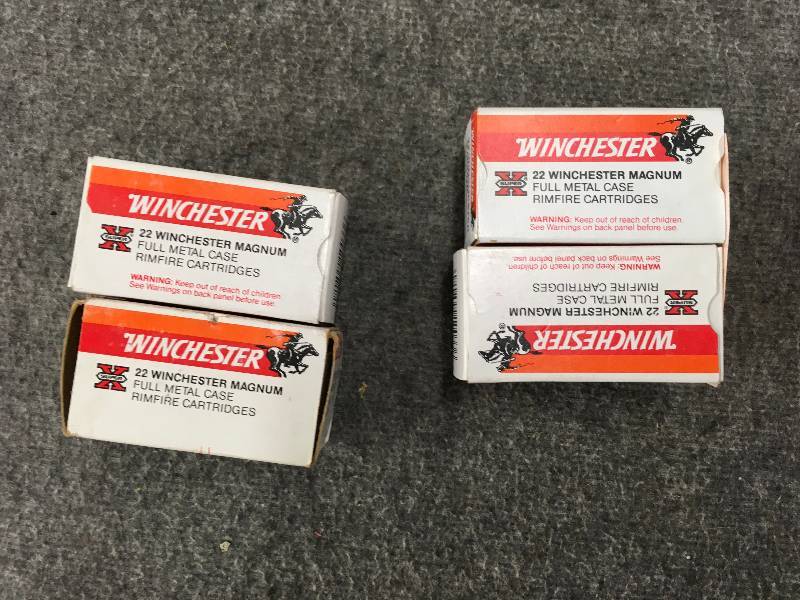 WINCHESTER
X
SUPER
22 WINCHESTER MAGNUM
FULL METAL CASE
RIMFIRE CARTRIDGES
WARNING: Keep out of reach of children.
See Warnings on back panel before use.
WINCHESTER
X
SUPER
22 WINCHESTER MAGNUM
FULL METAL CASE
RIMFIRE CARTRIDGES
WINCHESTER
X
SUPER
22 WINCHESTER MAGNUM
FULL METAL CASE
RIMFIRE CARTRIDGES
WARNING: Keep out of reach of children.
See Warnings on back panel before use.
WINCHESTER
X
SUPER
22 WINCHESTER MAGNUM
FULL METAL CASE
RIMFIRE CARTRIDGES
WARNING: Keep out of reach of children
See Warnings on back panel before use.